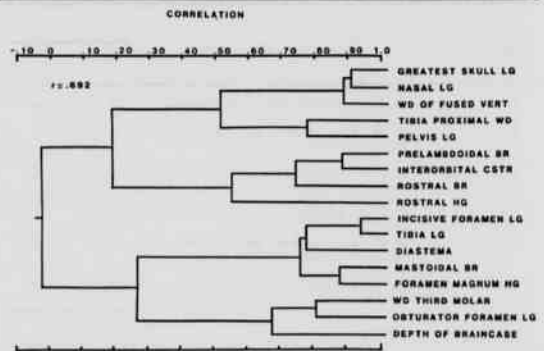 CORRELATION
-.10 0 .10 .20 .30 .40 .50 .60 .70 .80 .90 1.0
r=.692
GREATEST SKULL LG
NASAL LG
WD OF FUSED VERT
TIBIA PROXIMAL WD
PELVIS LG
PRELAMBDOIDAL BR
INTERORBITAL CSTR
ROSTRAL BR
ROSTRAL HG
INCISIVE FORAMEN LG
TIBIA LG
DIASTEMA
MASTOIDAL BR
FORAMEN MAGNUM HG
WD THIRD MOLAR
OBTURATOR FORAMEN LG
DEPTH OF BRAINCASE